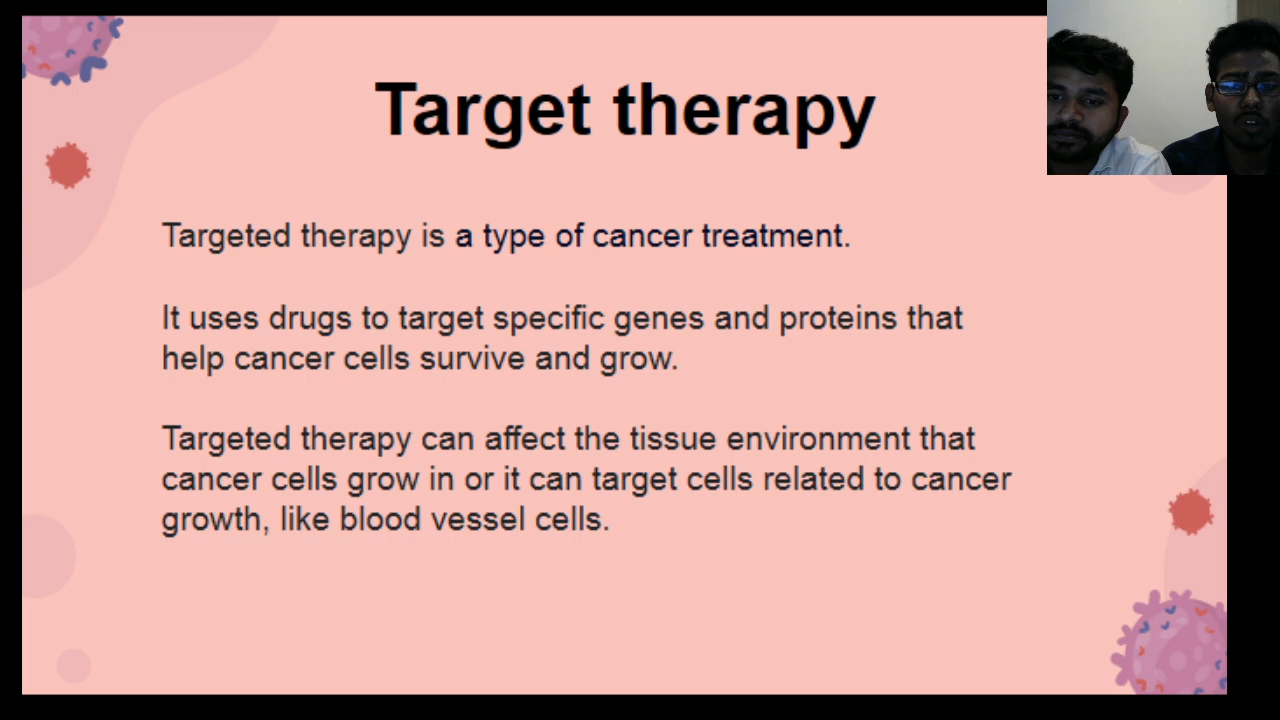 Target therapy
Targeted therapy is a type of cancer treatment.
It uses drugs to target specific genes and proteins that
help cancer cells survive and grow.
Targeted therapy can affect the tissue environment that
cancer cells grow in or it can target cells related to cancer
growth, like blood vessel cells.